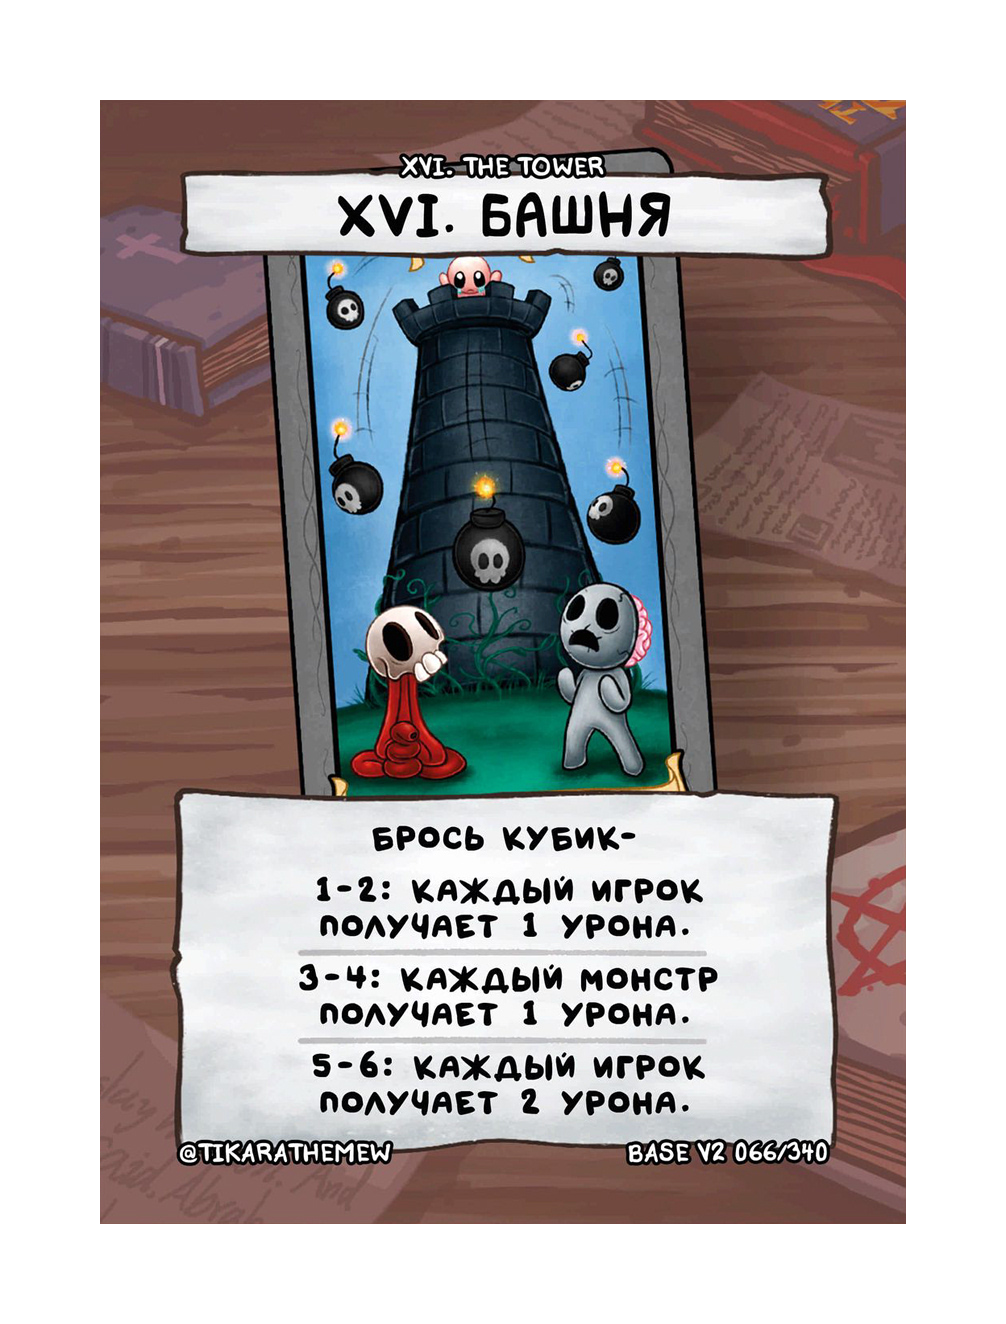 XVI. THE TOWER
XVI. БАШНЯ
БРОСЬ КУБИК-
1-2: КАЖДЫЙ ИГРОК
ПОЛУЧАЕТ 1 УРОНА.
3-4: КАЖДЫЙ МОНСТР
ПОЛУЧАЕТ 1 УРОНА.
5-6: КАЖДЫЙ ИГРОК
ПОЛУЧАЕТ 2 УРОНА.
@TIKARATHEMEW
BASE V2 066/340